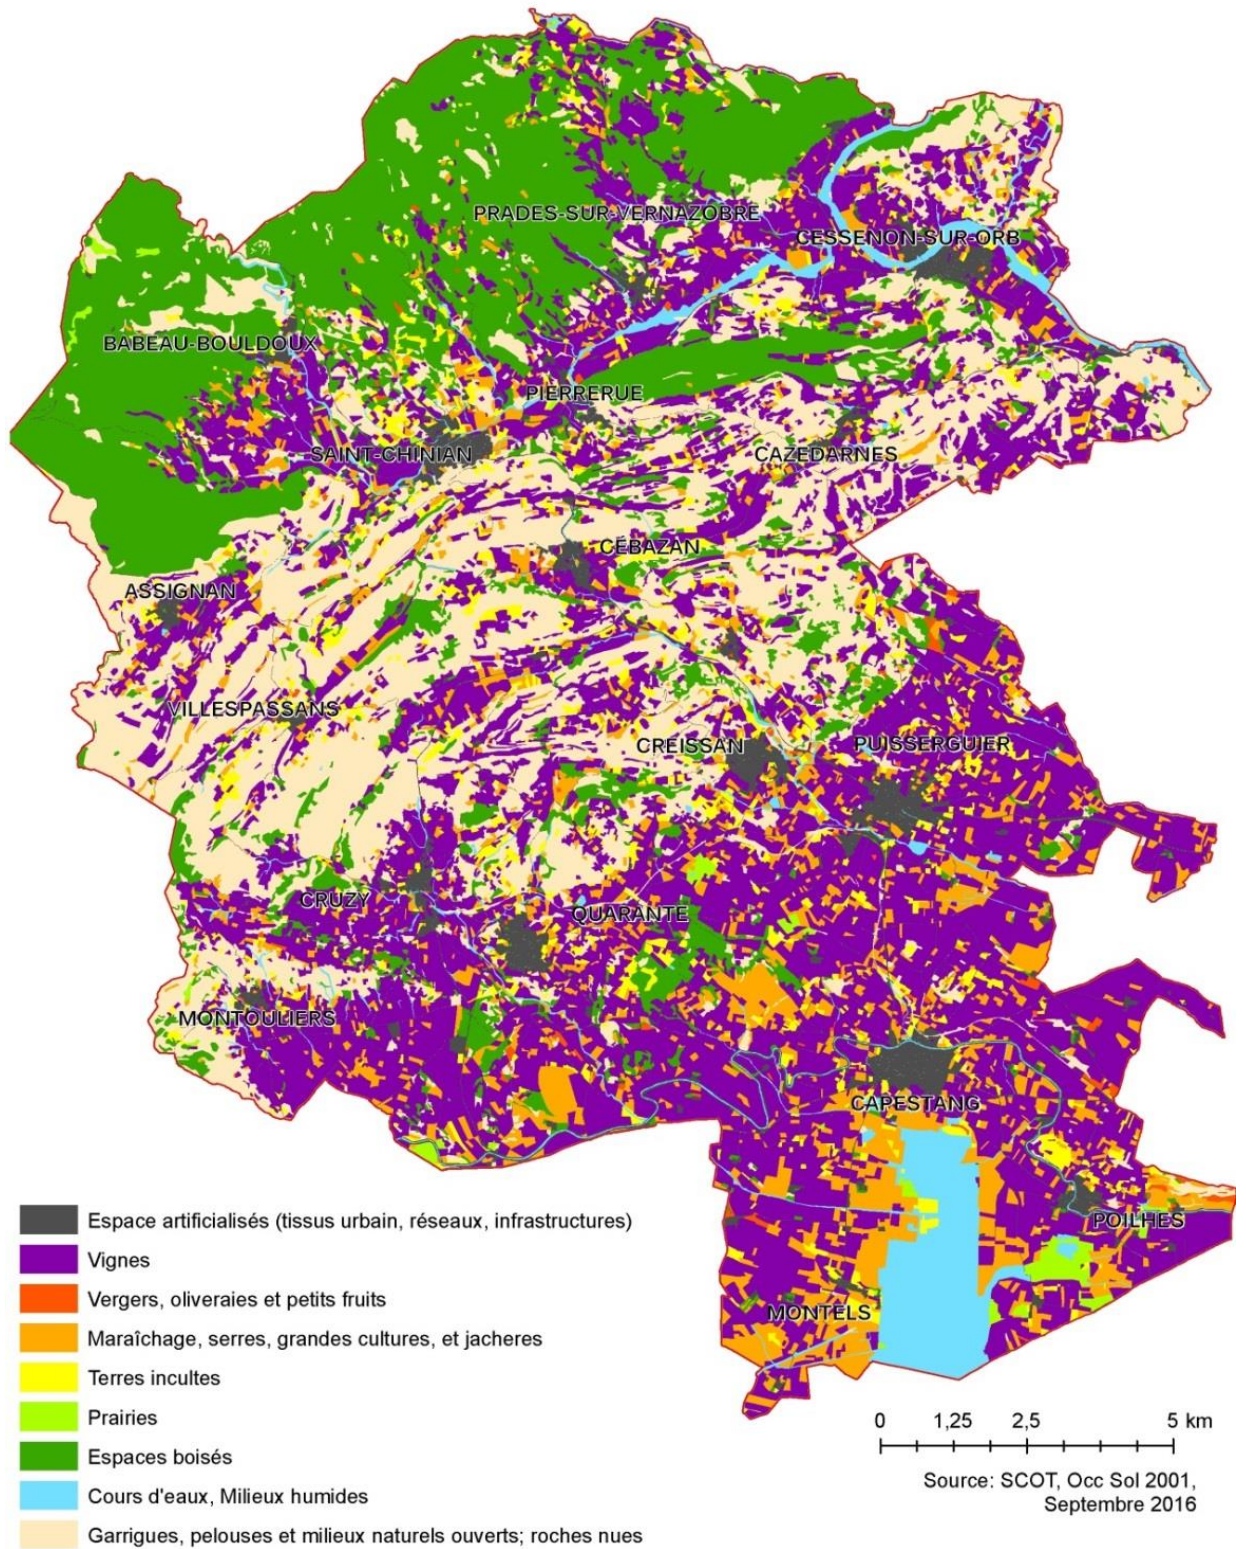 PRADES-SUR-VERNAZOBRE
CESSENON-SUR-ORB
BABEAU-BOULDOUX
PIERRERUE
SAINT-CHINIAN
CAZEDARNES
CEBAZAN
ASSIGNAN
VILLESPASSANS
CREISSAN
PUISSERGUIER
CRUZY
QUARANTE
MONTOULIERS
CAPESTANG
POILHES
MONTELS
Espace artificialisés (tissus urbain, réseaux, infrastructures)
Vignes
Vergers, oliveraies et petits fruits
Maraîchage, serres, grandes cultures, et jacheres
Terres incultes
Prairies
Espaces boisés
Cours d'eaux, Milieux humides
Garrigues, pelouses et milieux naturels ouverts; roches nues
0 1,25 2,5 5 km
Source: SCOT, Occ Sol 2001,
Septembre 2016